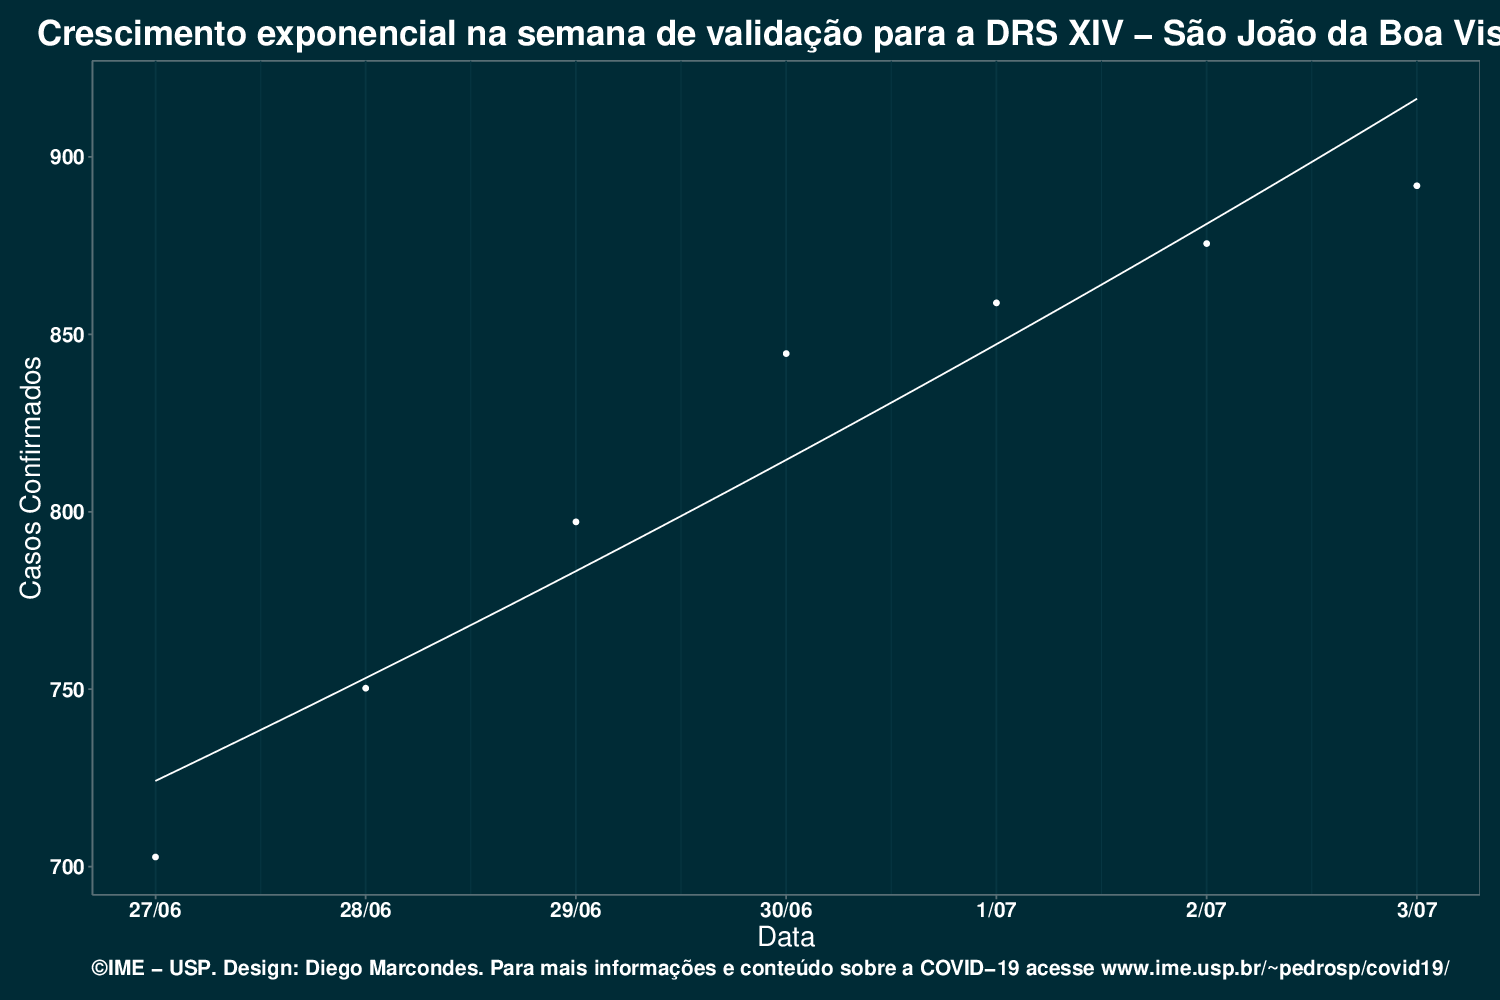 Crescimento exponencial na semana de validação para a DRS XIV – São João da Boa Vis
900
850
800
750
700
Casos Confirmados
27/06 28/06 29/06 30/06 1/07 2/07 3/07
Data
©IME – USP. Design: Diego Marcondes. Para mais informações e conteúdo sobre a COVID–19 acesse www.ime.usp.br/~pedrosp/covid19/